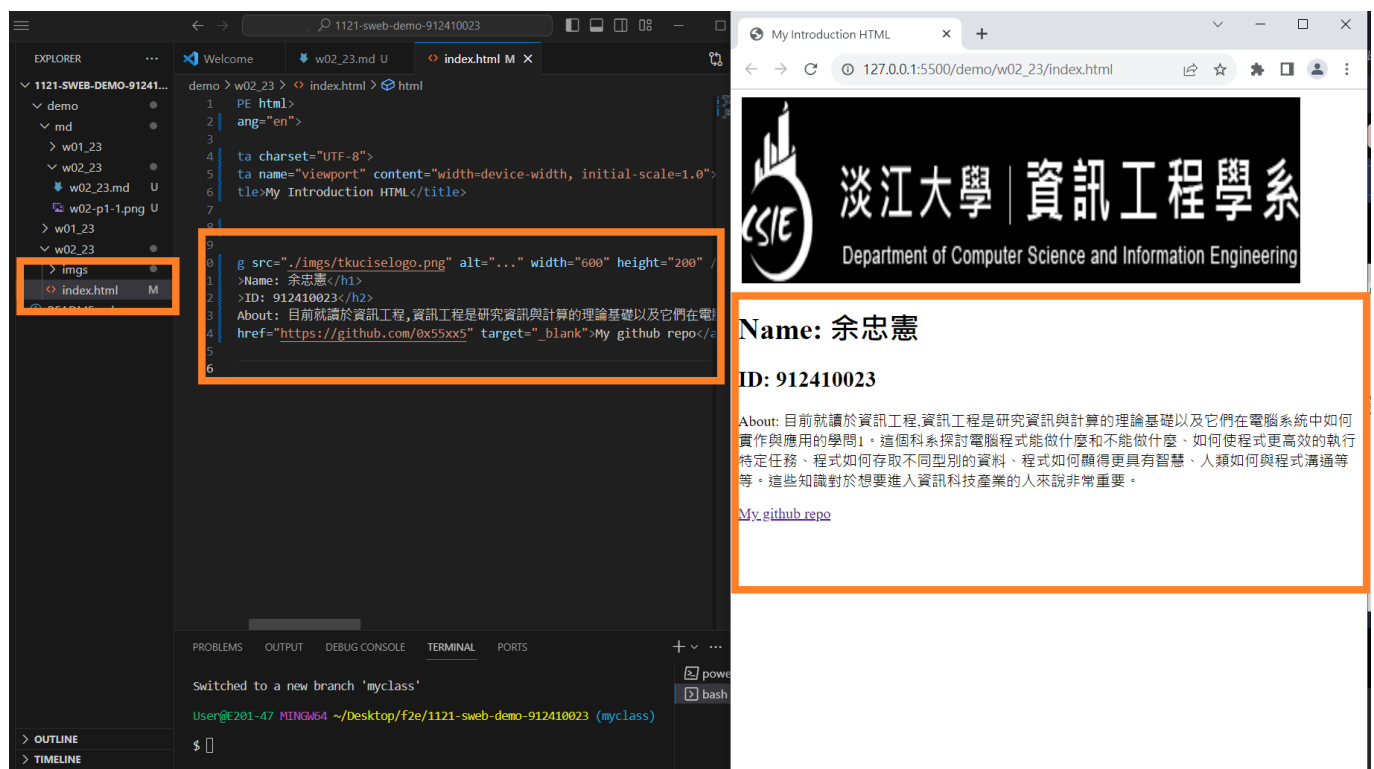 1121-sweb-demo-912410023
EXPLORER
Welcome
w02_23.md U
index.html M
1121-SWEB-DEMO-91241...
demo
md
w01_23
w02_23
w02_23.md U
w02-p1-1.png U
w01_23
w02_23
imgs
index.html M
demo > w02_23 > index.html > html
1 PE html>
2 ang="en">
3
4 ta charset="UTF-8">
5 ta name="viewport" content="width=device-width, initial-scale=1.0">
6 tle>My Introduction HTML</title>
7
8
9
0 g src="./imgs/tkuciselogo.png" alt="..." width="600" height="200" /
1 >Name: 余忠憲</h1>
2 >ID: 912410023</h2>
3 About: 目前就讀於資訊工程,資訊工程是研究資訊與計算的理論基礎以及它們在電
4 href="https://github.com/0x55xx5" target="_blank">My github repo</a
5
6
PROBLEMS OUTPUT DEBUG CONSOLE TERMINAL PORTS
powe
bash
Switched to a new branch 'myclass'
User@E201-47 MINGW64 ~/Desktop/f2e/1121-sweb-demo-912410023 (myclass)
$
OUTLINE
TIMELINE
My Introduction HTML
127.0.0.1:5500/demo/w02_23/index.html
CSIE
淡江大學|資訊工程學系
Department of Computer Science and Information Engineering
Name: 余忠憲
ID: 912410023
About: 目前就讀於資訊工程,資訊工程是研究資訊與計算的理論基礎以及它們在電腦系統中如何
實作與應用的學問1。這個科系探討電腦程式能做什麼和不能做什麼、如何使程式更高效的執行
特定任務、程式如何存取不同型別的資料、程式如何顯得更具有智慧、人類如何與程式溝通等
等。這些知識對於想要進入資訊科技產業的人來說非常重要。
My github repo